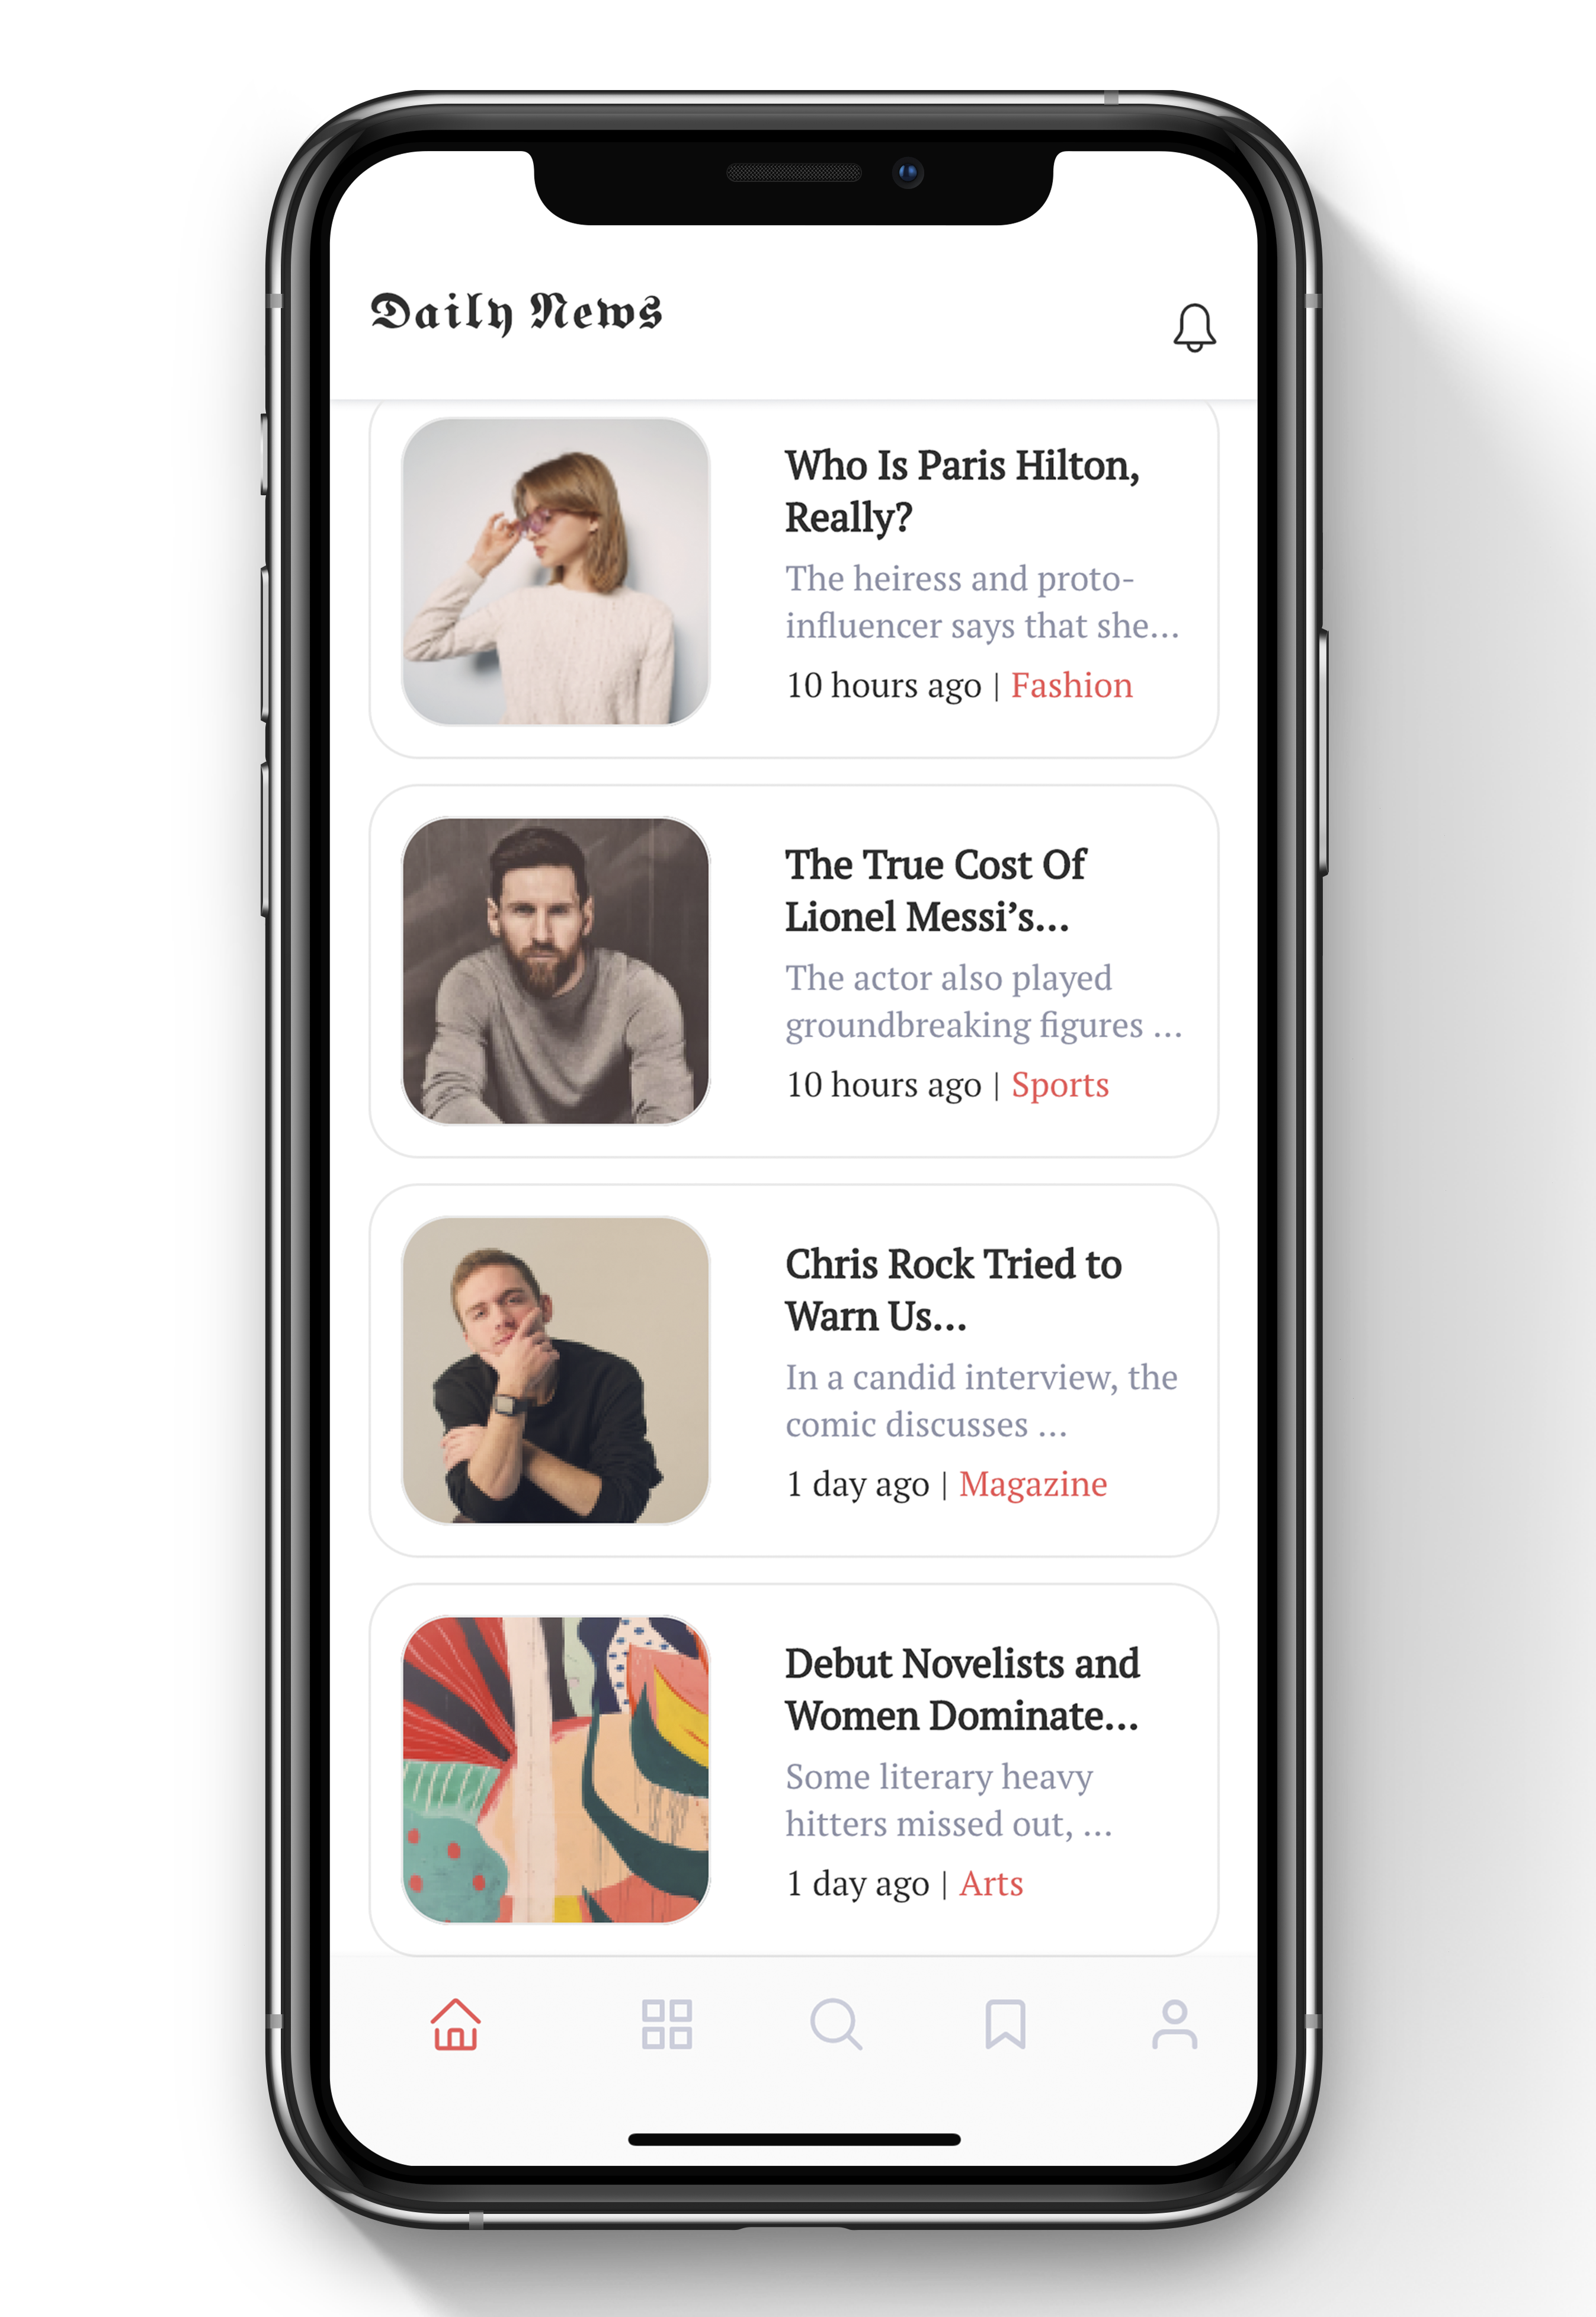 Daily News
Who Is Paris Hilton,
Really?
The heiress and proto-
influencer says that she...
10 hours ago | Fashion
The True Cost Of
Lionel Messi’s...
The actor also played
groundbreaking figures ...
10 hours ago | Sports
Chris Rock Tried to
Warn Us...
In a candid interview, the
comic discusses ...
1 day ago | Magazine
Debut Novelists and
Women Dominate...
Some literary heavy
hitters missed out, ...
1 day ago | Arts